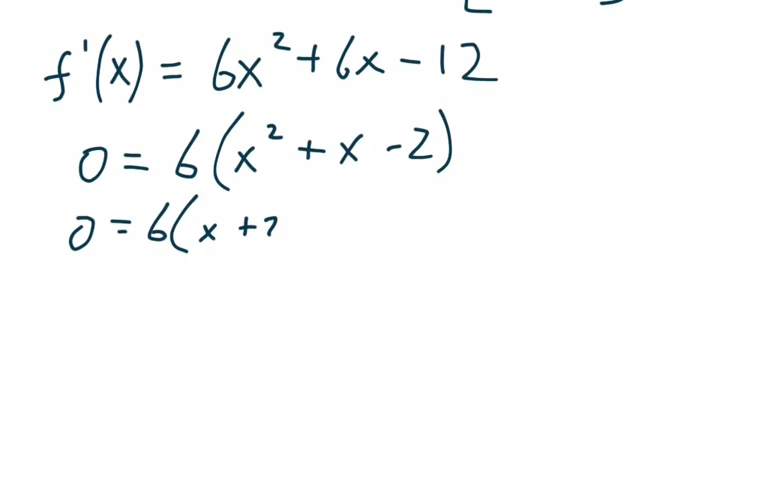 f'(x) = 6x² + 6x - 12
0 = 6(x² + x - 2)
0 = 6(x +